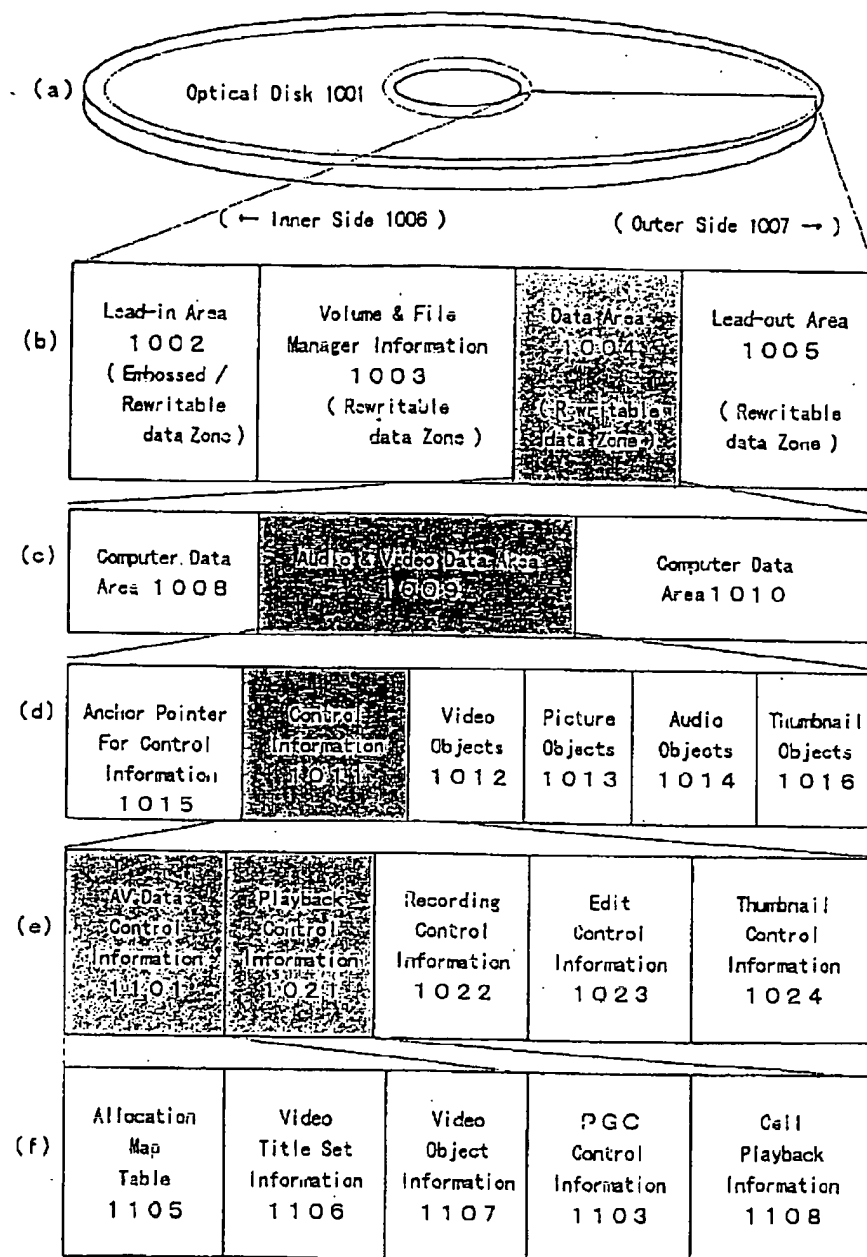 (a)
Optical Disk 1001
( ← Inner Side 1006 )
( Outer Side 1007 → )
(b)
Lead-in Area
1002
( Embossed /
Rewritable
data Zone )
Volume & File
Manager Information
1003
( Rewritable
data Zone )
Data Area
1004
( Rewritable
data Zone )
Lead-out Area
1005
( Rewritable
data Zone )
(c)
Computer Data
Area 1008
Audio & Video Data Area
1009
Computer Data
Area 1010
(d)
Anchor Pointer
For Control
Information
1015
Control
Information
1011
Video
Objects
1012
Picture
Objects
1013
Audio
Objects
1014
Thumbnail
Objects
1016
(e)
AV Data
Control
Information
1101
Playback
Control
Information
1021
Recording
Control
Information
1022
Edit
Control
Information
1023
Thumbnail
Control
Information
1024
(f)
Allocation
Map
Table
1105
Video
Title Set
Information
1106
Video
Object
Information
1107
PGC
Control
Information
1103
Cell
Playback
Information
1108